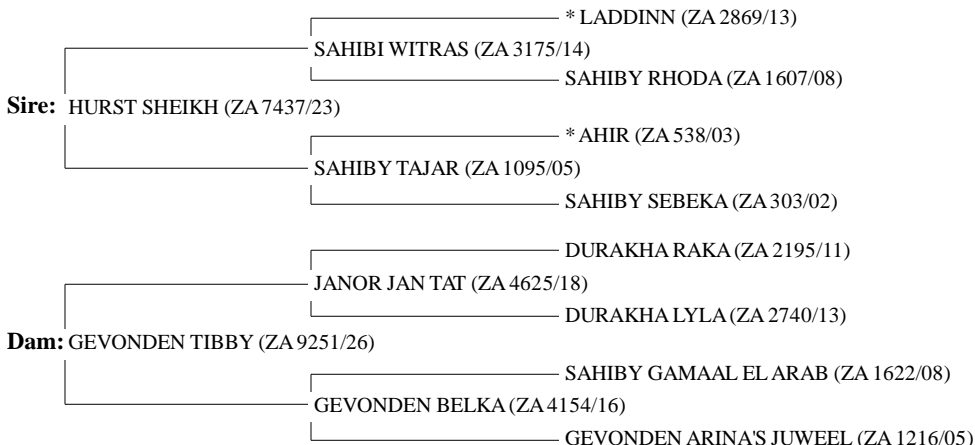 * LADDINN (ZA 2869/13)
SAHIBI WITRAS (ZA 3175/14)
SAHIBY RHODA (ZA 1607/08)
Sire: HURST SHEIKH (ZA 7437/23)
* AHIR (ZA 538/03)
SAHIBY TAJAR (ZA 1095/05)
SAHIBY SEBEKA (ZA 303/02)
DURAKHA RAKA (ZA 2195/11)
JANOR JAN TAT (ZA 4625/18)
DURAKHA LYLA (ZA 2740/13)
Dam: GEVONDEN TIBBY (ZA 9251/26)
SAHIBY GAMAAL EL ARAB (ZA 1622/08)
GEVONDEN BELKA (ZA 4154/16)
GEVONDEN ARINA'S JUWEEL (ZA 1216/05)